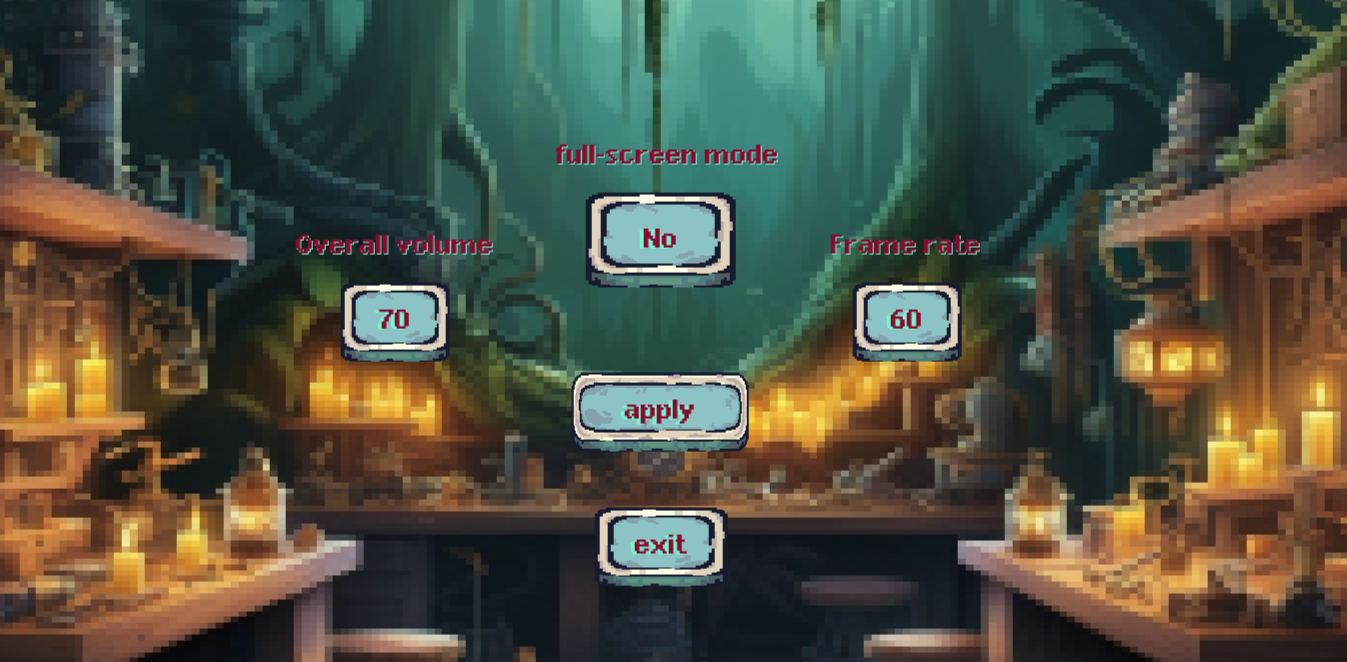 full-screen mode
No
Overall volume
70
Frame rate
60
apply
exit